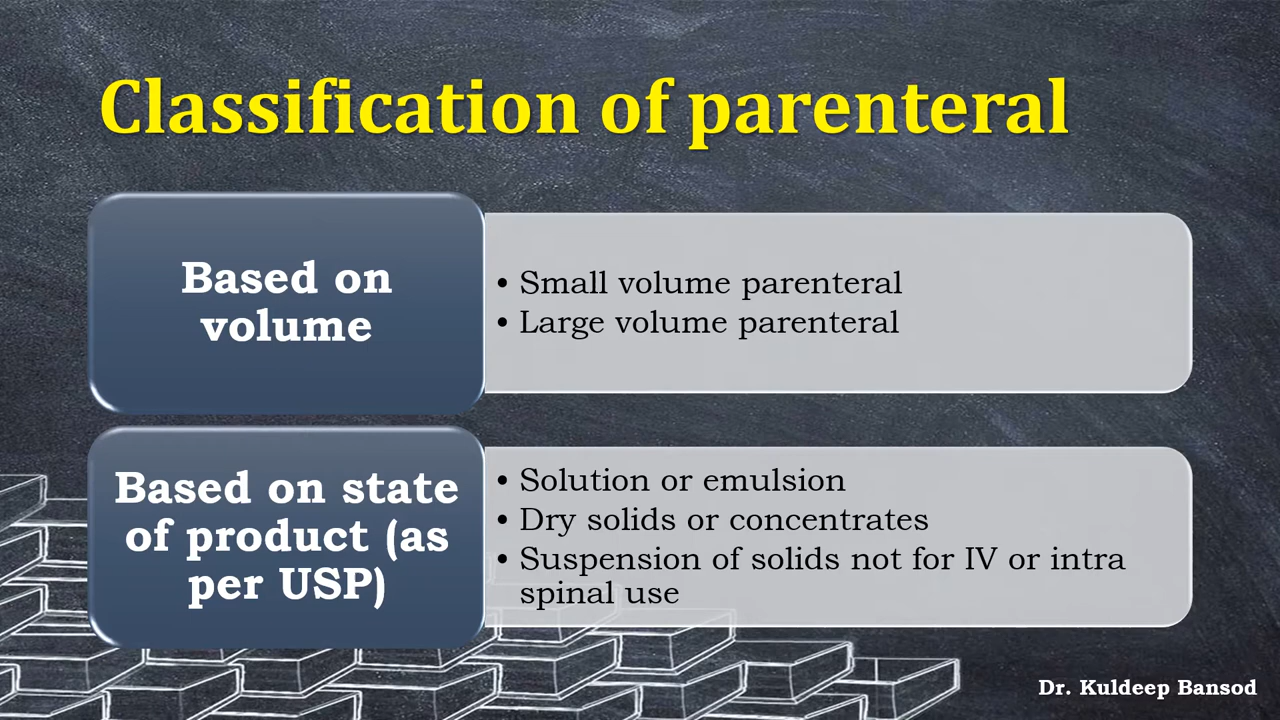 Classification of parenteral
Based on
volume
• Small volume parenteral
• Large volume parenteral
Based on state
of product (as
per USP)
• Solution or emulsion
• Dry solids or concentrates
• Suspension of solids not for IV or intra
spinal use
Dr. Kuldeep Bansod